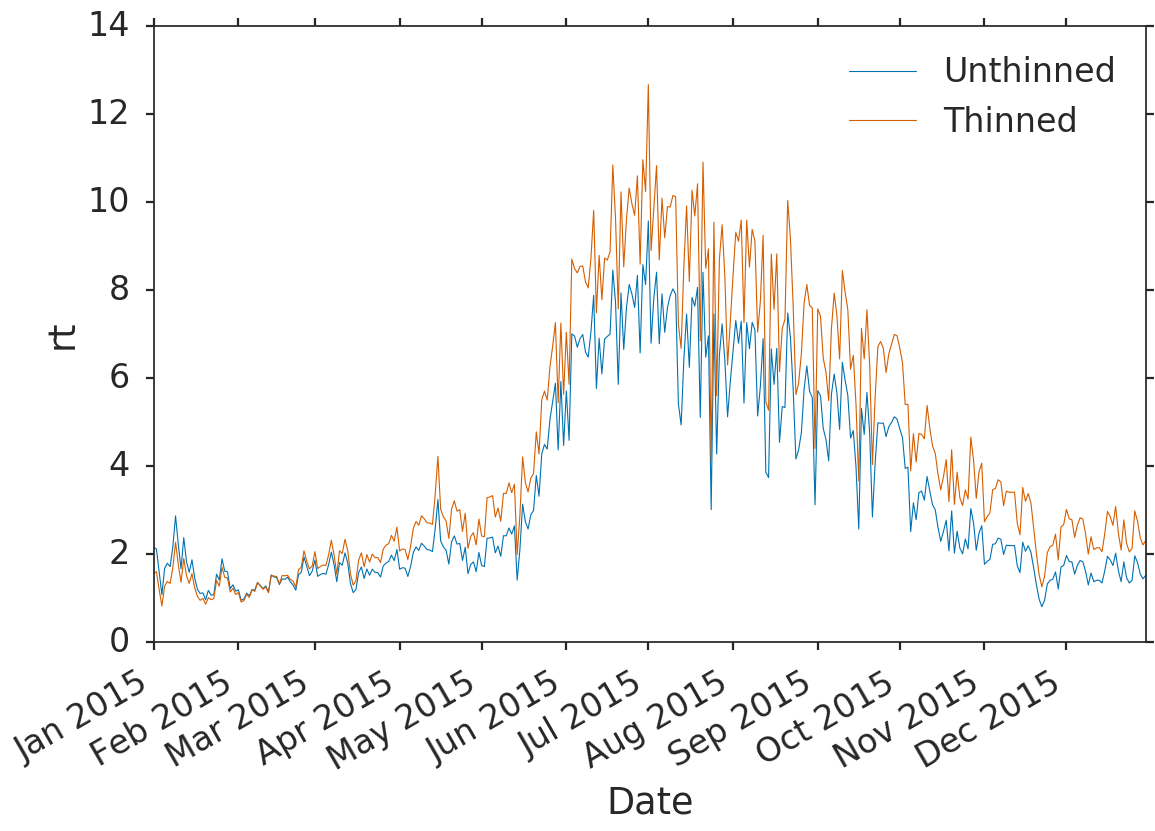 14
12
10
8
6
4
2
0
rt
Unthinned
Thinned
Jan 2015
Feb 2015
Mar 2015
Apr 2015
May 2015
Jun 2015
Jul 2015
Aug 2015
Sep 2015
Oct 2015
Nov 2015
Dec 2015
Date